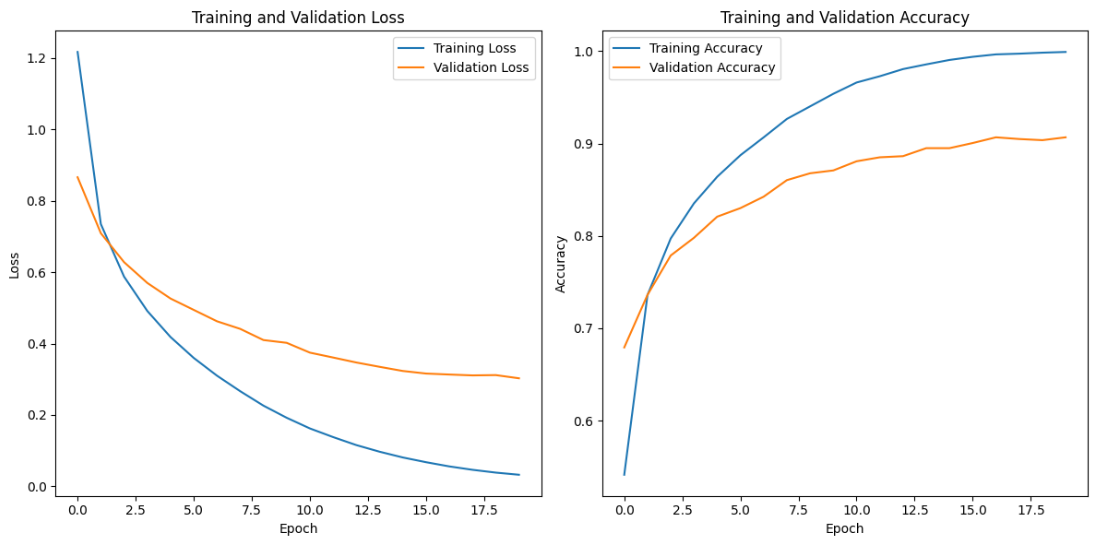 Training and Validation Loss
Training Loss
Validation Loss
1.2
1.0
0.8
0.6
0.4
0.2
0.0
Loss
0.0 2.5 5.0 7.5 10.0 12.5 15.0 17.5
Epoch
Training and Validation Accuracy
Training Accuracy
Validation Accuracy
1.0
0.9
0.8
0.7
0.6
Accuracy
0.0 2.5 5.0 7.5 10.0 12.5 15.0 17.5
Epoch